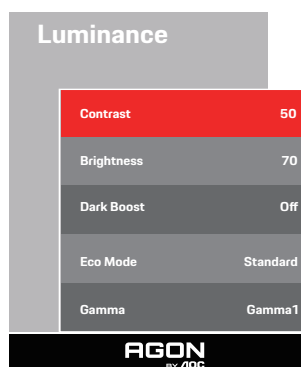 Luminance
Contrast 50
Brightness 70
Dark Boost Off
Eco Mode Standard
Gamma Gamma1
AGON
BY AOC